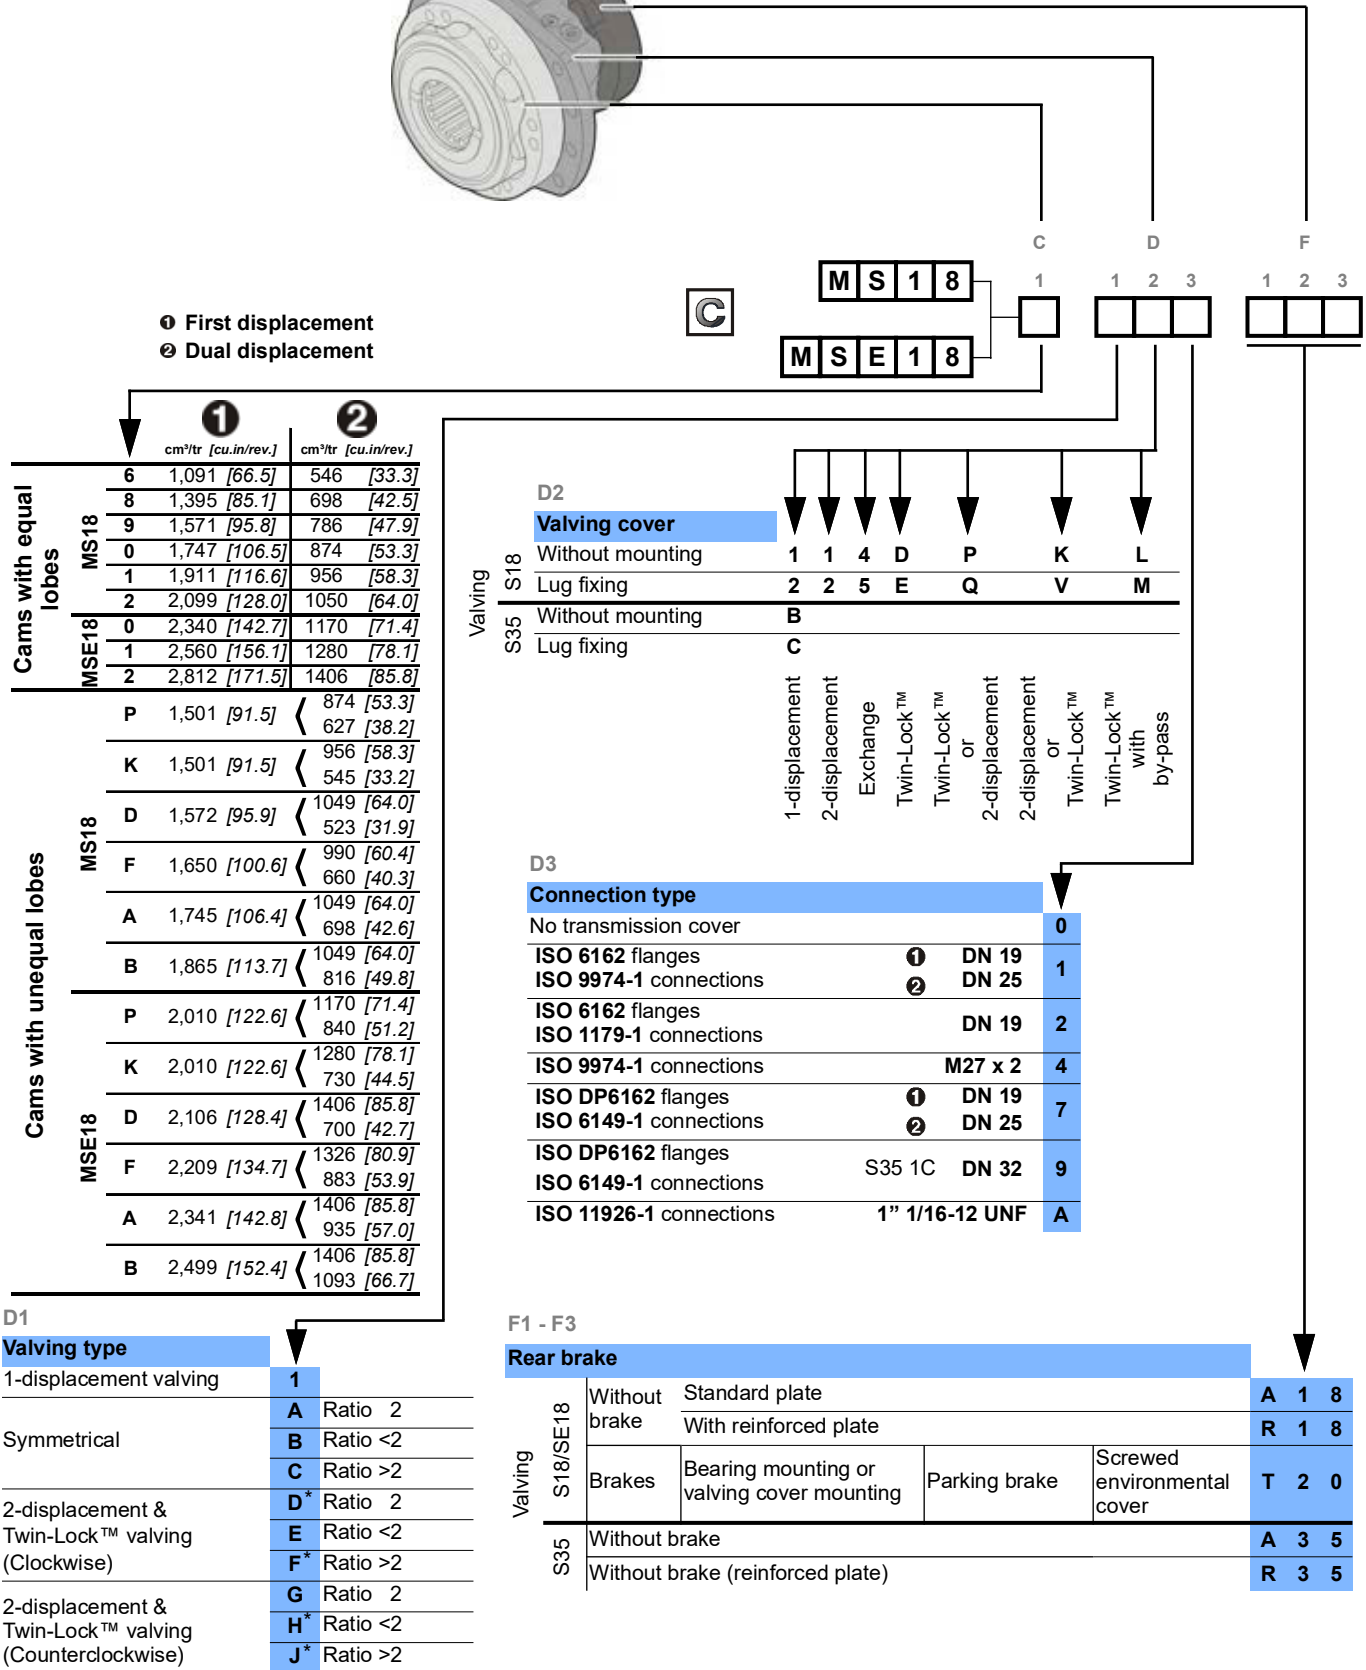 C D F
1 1 2 3 1 2 3
M S 1 8
C
M S E 1 8
❶ First displacement
❷ Dual displacement
❶ ❷
cm³/tr [cu.in/rev.] cm³/tr [cu.in/rev.]
Cams with equal lobes
MS18
6 1,091 [66.5] 546 [33.3]
8 1,395 [85.1] 698 [42.5]
9 1,571 [95.8] 786 [47.9]
0 1,747 [106.5] 874 [53.3]
1 1,911 [116.6] 956 [58.3]
2 2,099 [128.0] 1050 [64.0]
MSE18
0 2,340 [142.7] 1170 [71.4]
1 2,560 [156.1] 1280 [78.1]
2 2,812 [171.5] 1406 [85.8]
Cams with unequal lobes
MS18
P 1,501 [91.5] 874 [53.3]
627 [38.2]
K 1,501 [91.5] 956 [58.3]
545 [33.2]
D 1,572 [95.9] 1049 [64.0]
523 [31.9]
F 1,650 [100.6] 990 [60.4]
660 [40.3]
A 1,745 [106.4] 1049 [64.0]
698 [42.6]
B 1,865 [113.7] 1049 [64.0]
816 [49.8]
MSE18
P 2,010 [122.6] 1170 [71.4]
840 [51.2]
K 2,010 [122.6] 1280 [78.1]
730 [44.5]
D 2,106 [128.4] 1406 [85.8]
700 [42.7]
F 2,209 [134.7] 1326 [80.9]
883 [53.9]
A 2,341 [142.8] 1406 [85.8]
935 [57.0]
B 2,499 [152.4] 1406 [85.8]
1093 [66.7]
D2
Valving cover
Valving
S18
Without mounting 1 1 4 D P K L
Lug fixing 2 2 5 E Q V M
S35
Without mounting B
Lug fixing C
1-displacement
2-displacement
Exchange
Twin-Lock™
Twin-Lock™
or
2-displacement
2-displacement
or
Twin-Lock™
Twin-Lock™
with
by-pass
D3
Connection type
No transmission cover 0
ISO 6162 flanges ❶ DN 19
ISO 9974-1 connections ❷ DN 25 1
ISO 6162 flanges
ISO 1179-1 connections DN 19 2
ISO 9974-1 connections M27 x 2 4
ISO DP6162 flanges ❶ DN 19
ISO 6149-1 connections ❷ DN 25 7
ISO DP6162 flanges
ISO 6149-1 connections S35 1C DN 32 9
ISO 11926-1 connections 1” 1/16-12 UNF A
D1
Valving type
1-displacement valving 1
Symmetrical
A Ratio 2
B Ratio <2
C Ratio >2
2-displacement &
Twin-Lock™ valving
(Clockwise)
D* Ratio 2
E Ratio <2
F* Ratio >2
2-displacement &
Twin-Lock™ valving
(Counterclockwise)
G Ratio 2
H* Ratio <2
J* Ratio >2
F1 - F3
Rear brake
Valving
S18/SE18
Without
brake
Standard plate A 1 8
With reinforced plate R 1 8
Brakes
Bearing mounting or
valving cover mounting
Parking brake
Screwed
environmental
cover
T 2 0
S35
Without brake A 3 5
Without brake (reinforced plate) R 3 5